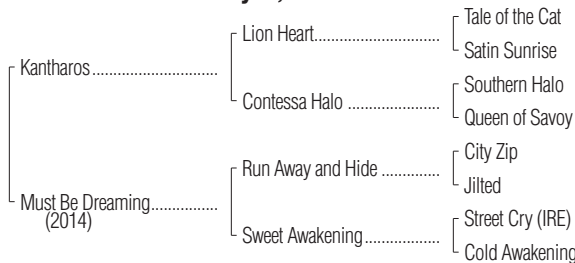 Tale of the Cat
Lion Heart
Satin Sunrise
Kantharos
Southern Halo
Contessa Halo
Queen of Savoy
City Zip
Run Away and Hide
Jilted
Must Be Dreaming
(2014)
Street Cry (IRE)
Sweet Awakening
Cold Awakening